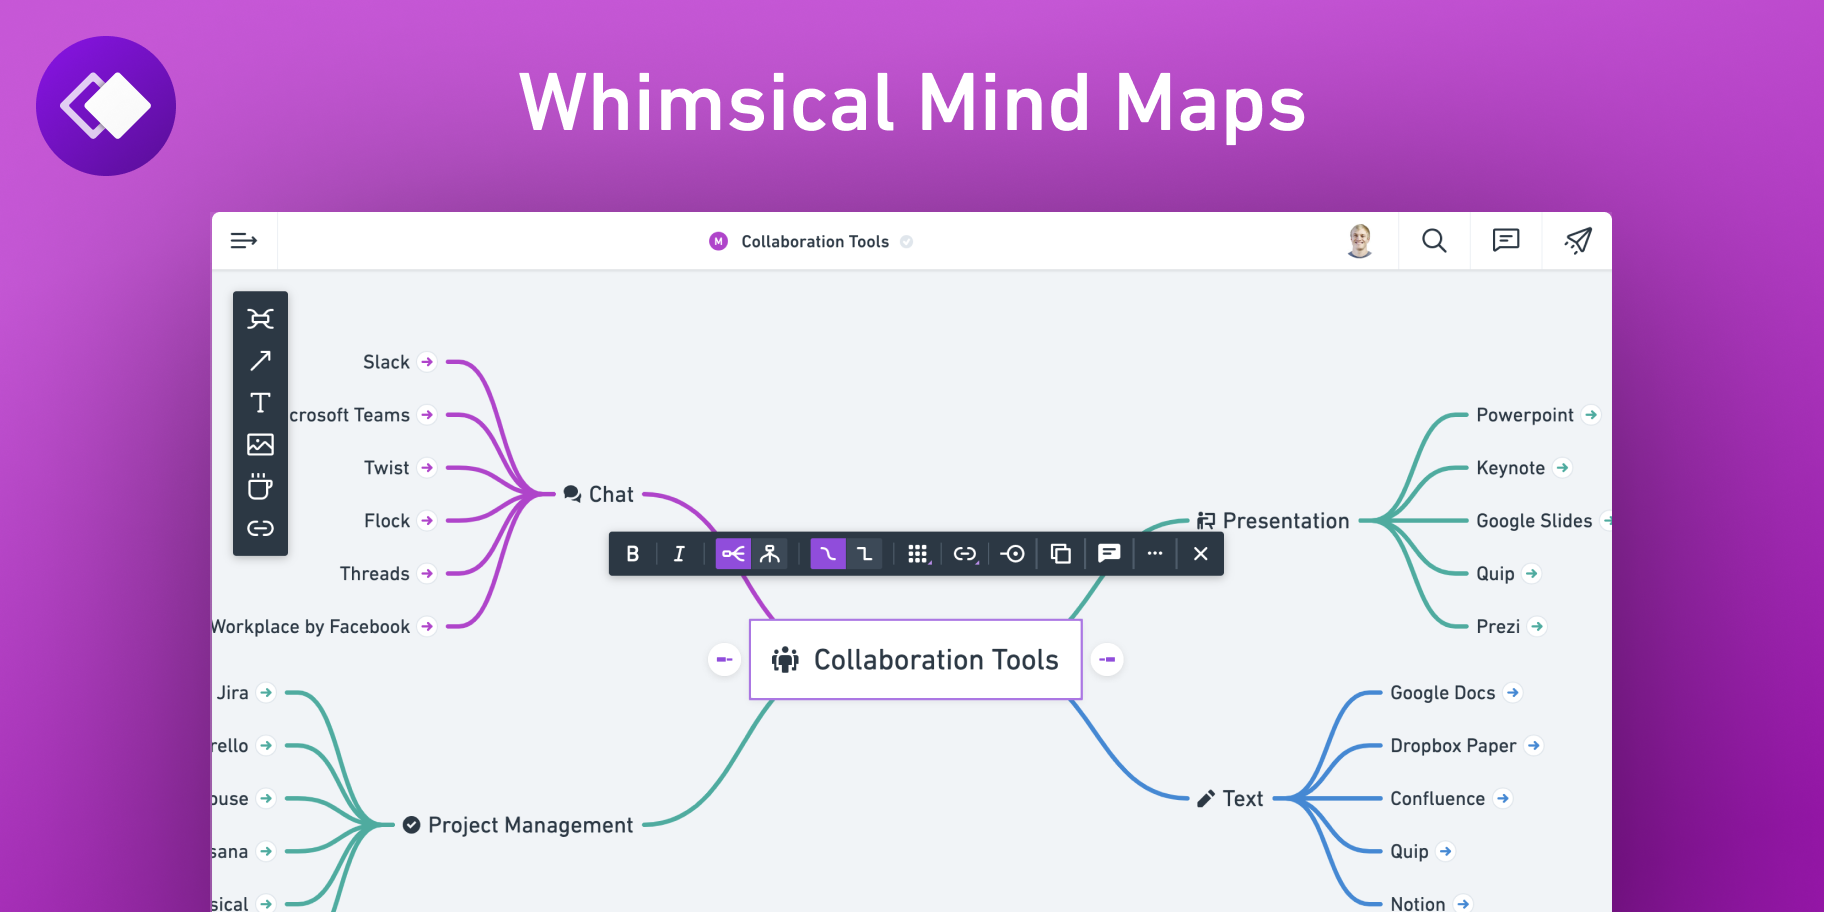 Whimsical Mind Maps
M Collaboration Tools
Slack
crosoft Teams
Twist
Flock
Threads
Workplace by Facebook
Chat
B I
Presentation
Powerpoint
Keynote
Google Slides
Quip
Prezi
Collaboration Tools
Jira
rello
ouse
sana
sical
Project Management
Text
Google Docs
Dropbox Paper
Confluence
Quip
Notion